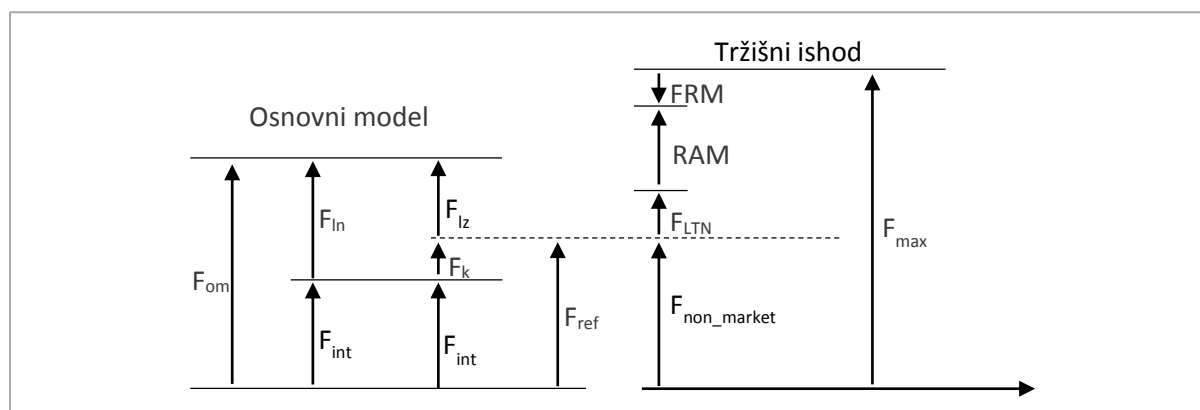 Tržišni ishod
FRM
Osnovni model
RAM
Fln
Flz
FLTN
Fmax
Fk
Fom
Fref
Fnon_market
Fint
Fint